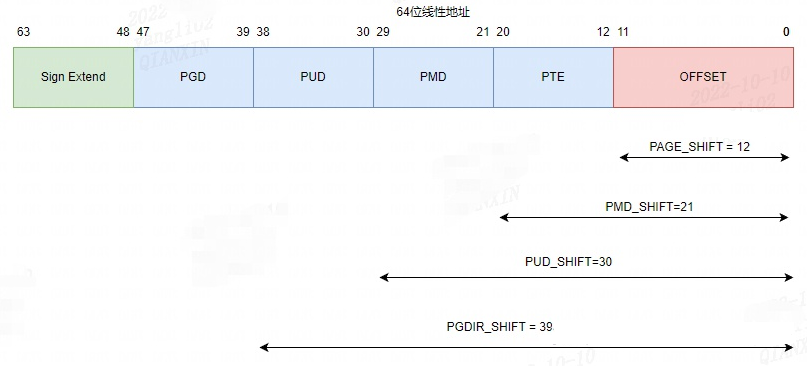 64位线性地址
63 48 47 39 38 30 29 21 20 12 11 0
Sign Extend PGD PUD PMD PTE OFFSET
PAGE_SHIFT = 12
PMD_SHIFT=21
PUD_SHIFT=30
PGDIR_SHIFT = 39